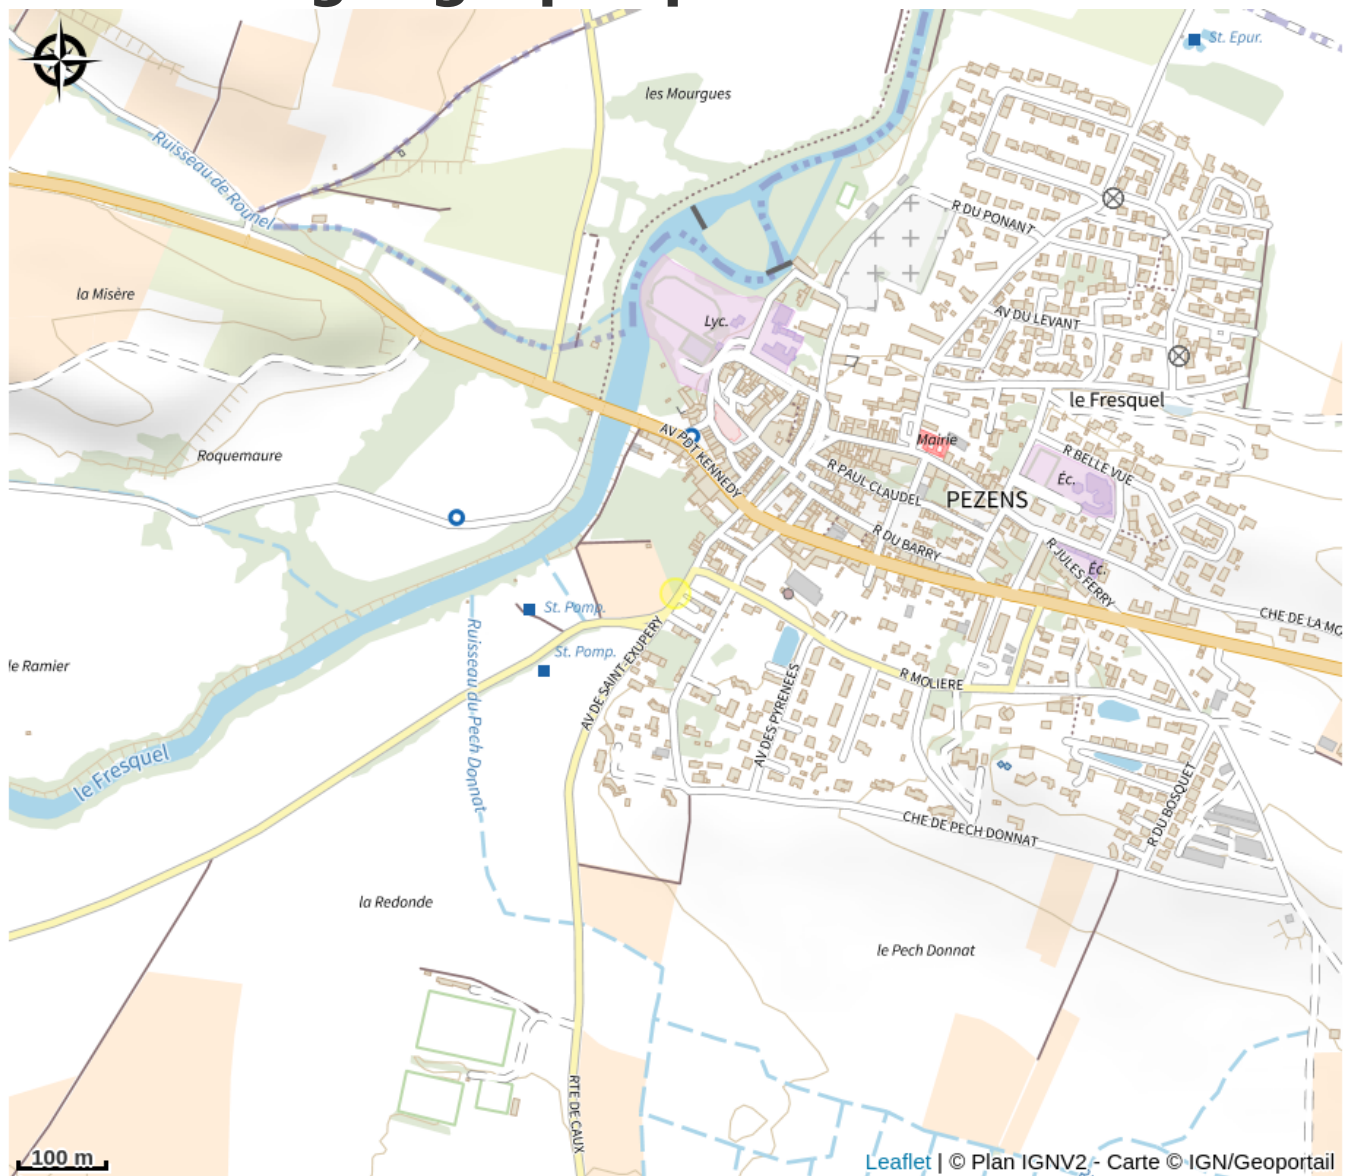 St. Epur.
les Mourgues
Ruisseau de Rounel
R DU PONANT
la Misère
Lyc.
AV DU LEVANT
le Fresquel
AV PDT KENNEDY
Mairie
R BELLE VUE
Roquemaure
R PAUL CLAUDEL
Éc.
PEZENS
R DU BARRY
R JULES FERRY
Éc.
St. Pomp.
CHE DE LA MO
St. Pomp.
le Ramier
Ruisseau du Pech Donnat
AV DE SAINT-EXUPERY
R MOLIERE
AV DES PYRENEES
le Fresquel
R DU BOSQUET
CHE DE PECH DONNAT
la Redonde
le Pech Donnat
RTE DE CAUX
100 m
Leaflet | © Plan IGNV2 - Carte © IGN/Geoportail